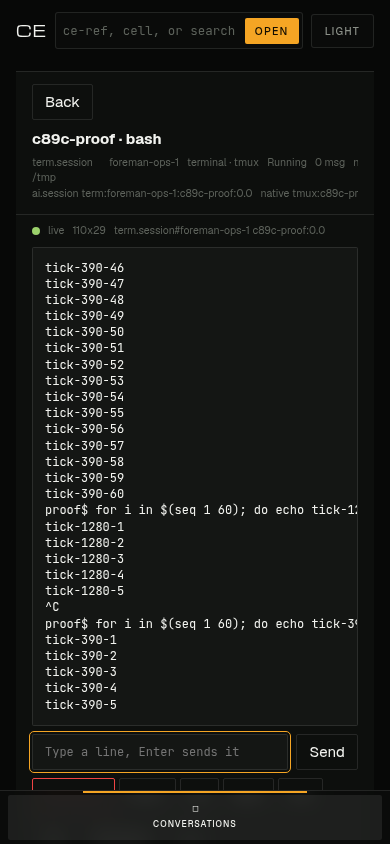 CE
ce-ref, cell, or search
OPEN
LIGHT
Back
c89c-proof · bash
term.session foreman-ops-1 terminal · tmux Running 0 msg
/tmp
ai.session term:foreman-ops-1:c89c-proof:0.0 native tmux:c89c-pr
live 110x29 term.session#foreman-ops-1 c89c-proof:0.0
tick-390-46
tick-390-47
tick-390-48
tick-390-49
tick-390-50
tick-390-51
tick-390-52
tick-390-53
tick-390-54
tick-390-55
tick-390-56
tick-390-57
tick-390-58
tick-390-59
tick-390-60
proof$ for i in $(seq 1 60); do echo tick-12
tick-1280-1
tick-1280-2
tick-1280-3
tick-1280-4
tick-1280-5
^C
proof$ for i in $(seq 1 60); do echo tick-39
tick-390-1
tick-390-2
tick-390-3
tick-390-4
tick-390-5
Type a line, Enter sends it
Send
CONVERSATIONS